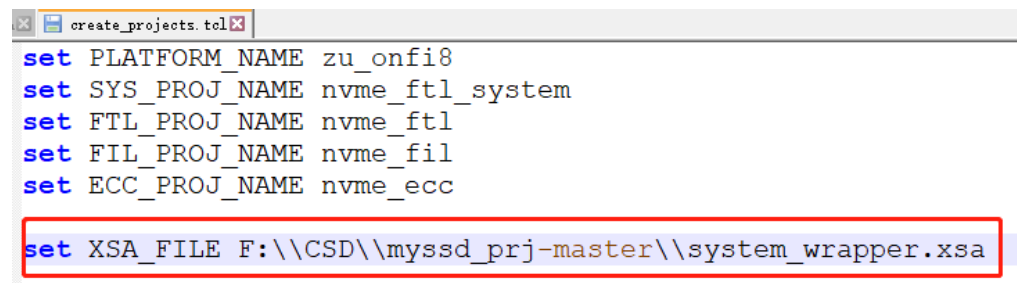 create_projects.tcl
set PLATFORM_NAME zu_onfi8
set SYS_PROJ_NAME nvme_ftl_system
set FTL_PROJ_NAME nvme_ftl
set FIL_PROJ_NAME nvme_fil
set ECC_PROJ_NAME nvme_ecc
set XSA_FILE F:\\CSD\\myssd_prj-master\\system_wrapper.xsa